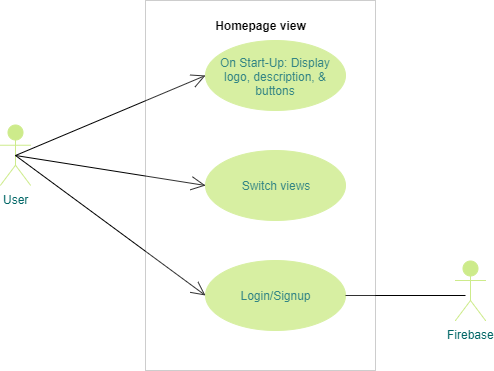 Homepage view
On Start-Up: Display
logo, description, &
buttons
Switch views
User
Login/Signup
Firebase